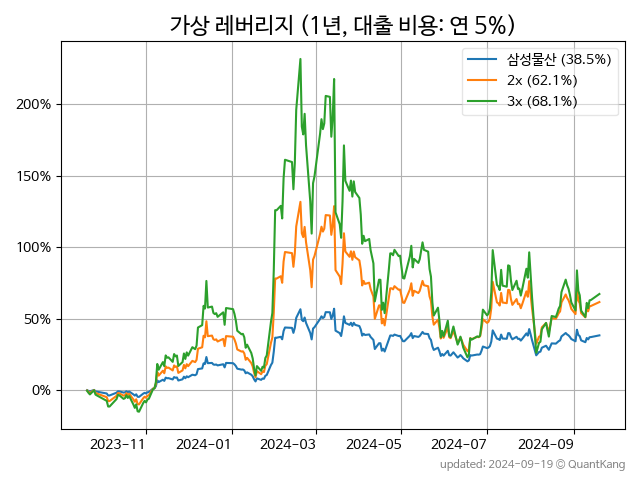 가상 레버리지 (1년, 대출 비용: 연 5%)
삼성물산 (38.5%)
2x (62.1%)
3x (68.1%)
200%
150%
100%
50%
0%
2023-11 2024-01 2024-03 2024-05 2024-07 2024-09
updated: 2024-09-19 © QuantKang